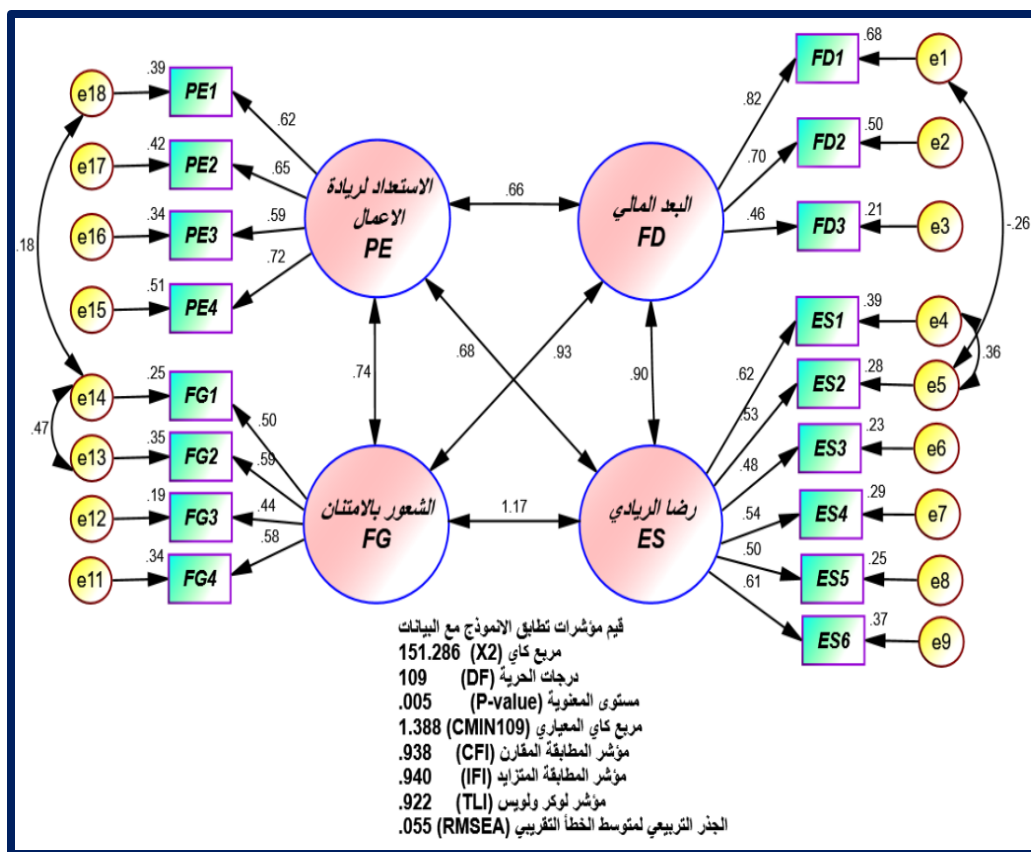 .39
e18
PE1
.62
.42
e17
PE2
.65
.34
e16
PE3
.59
.51
e15
PE4
.72
.18
الاستعداد لريادة
الاعمال
PE
.66
البعد المالي
FD
.68
FD1
e1
.82
.50
FD2
e2
.70
.21
FD3
e3
.46
-.26
.74
.68
.93
.90
.25
e14
FG1
.50
.47
.35
e13
FG2
.59
.19
e12
FG3
.44
.34
e11
FG4
.58
الشعور بالامتنان
FG
1.17
رضا الريادي
ES
.39
ES1
e4
.62
.36
.28
ES2
e5
.53
.23
ES3
e6
.48
.29
ES4
e7
.54
.25
ES5
e8
.50
.37
ES6
e9
.61
قيم مؤشرات تطابق الانموذج مع البيانات
مربع كاي (X2) 151.286
درجات الحرية (DF) 109
مستوى المعنوية (P-value) .005
مربع كاي المعياري (CMIN109) 1.388
مؤشر المطابقة المقارن (CFI) .938
مؤشر المطابقة المتزايد (IFI) .940
مؤشر لوكر ولويس (TLI) .922
الجذر التربيعي لمتوسط الخطأ التقريبي (RMSEA) .055